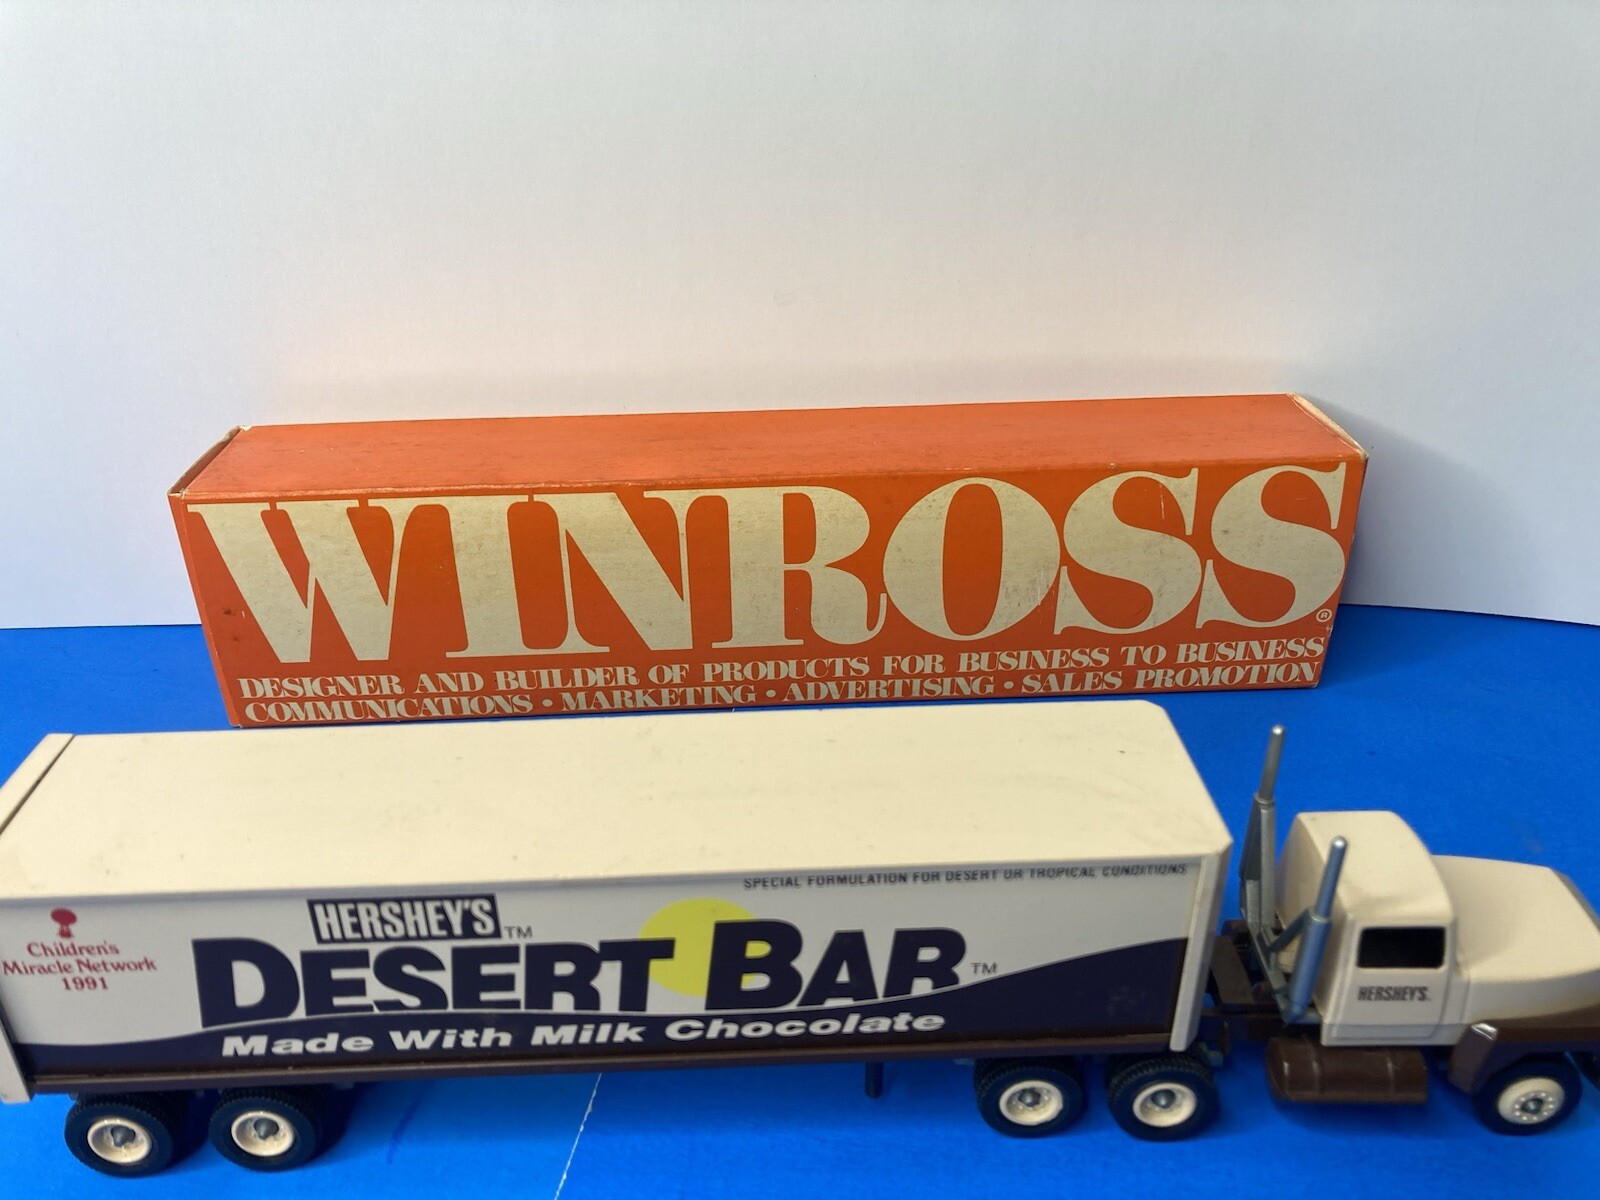 WINROSS®
DESIGNER AND BUILDER OF PRODUCTS FOR BUSINESS TO BUSINESS
COMMUNICATIONS • MARKETING • ADVERTISING • SALES PROMOTION
SPECIAL FORMULATION FOR DESERT OR TROPICAL CONDITIONS
HERSHEY'S™
DESERT BAR™
Made With Milk Chocolate
Children's
Miracle Network
1991
HERSHEY'S